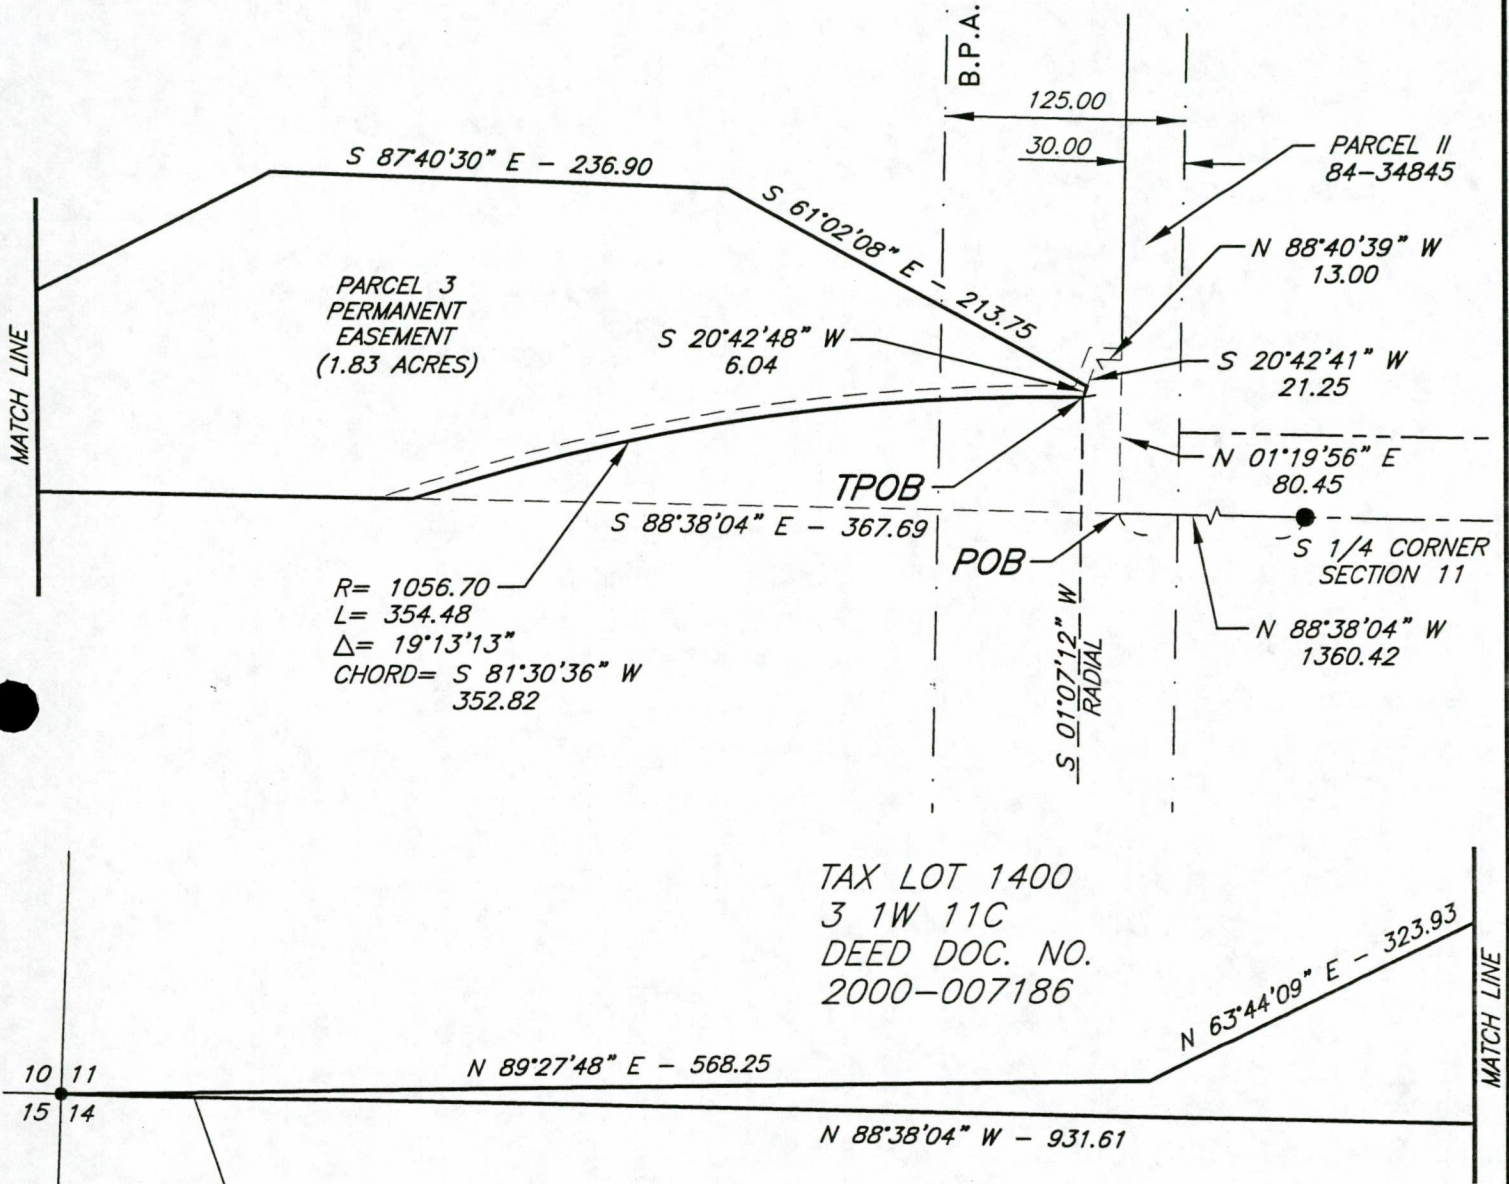 B.P.A.
125.00
30.00
PARCEL II
84-34845
S 87°40'30" E - 236.90
S 61°02'08" E - 213.75
N 88°40'39" W
13.00
PARCEL 3
PERMANENT
EASEMENT
(1.83 ACRES)
MATCH LINE
S 20°42'48" W
6.04
S 20°42'41" W
21.25
N 01°19'56" E
80.45
TPOB
S 88°38'04" E - 367.69
POB
S 1/4 CORNER
SECTION 11
R= 1056.70
L= 354.48
Δ= 19°13'13"
CHORD= S 81°30'36" W
352.82
S 01°07'12" W
RADIAL
N 88°38'04" W
1360.42
TAX LOT 1400
3 1W 11C
DEED DOC. NO.
2000-007186
N 63°44'09" E - 323.93
MATCH LINE
N 89°27'48" E - 568.25
10 11
15 14
N 88°38'04" W - 931.61